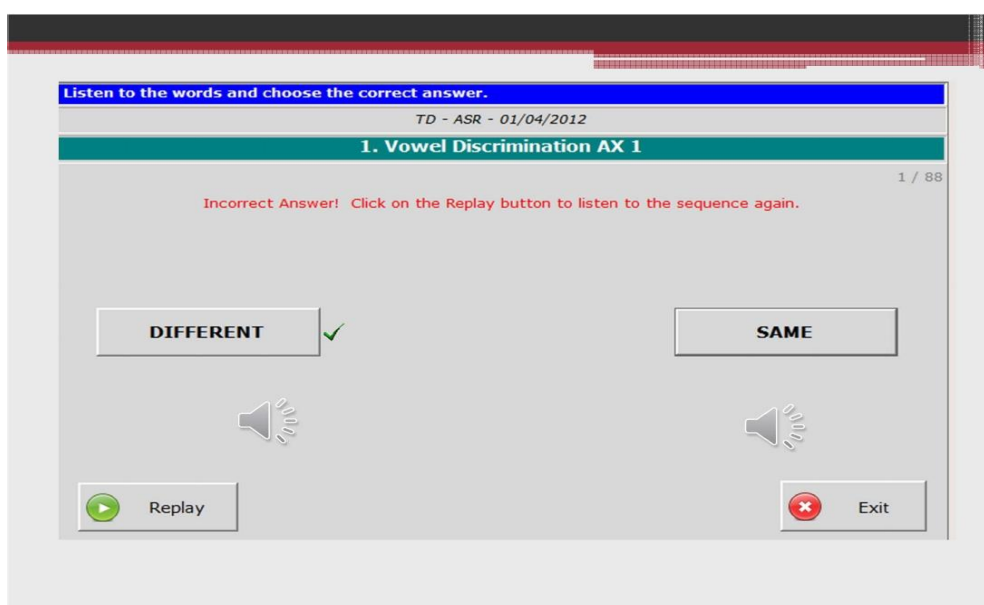 Listen to the words and choose the correct answer.
TD - ASR - 01/04/2012
1. Vowel Discrimination AX 1
1 / 88
Incorrect Answer! Click on the Replay button to listen to the sequence again.
DIFFERENT
SAME
Replay
Exit